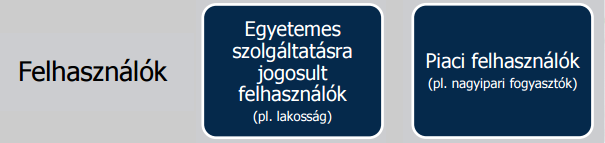 Felhasználók
Egyetemes
szolgáltatásra
jogosult
felhasználók
(pl. lakosság)
Piaci felhasználók
(pl. nagyipari fogyasztók)